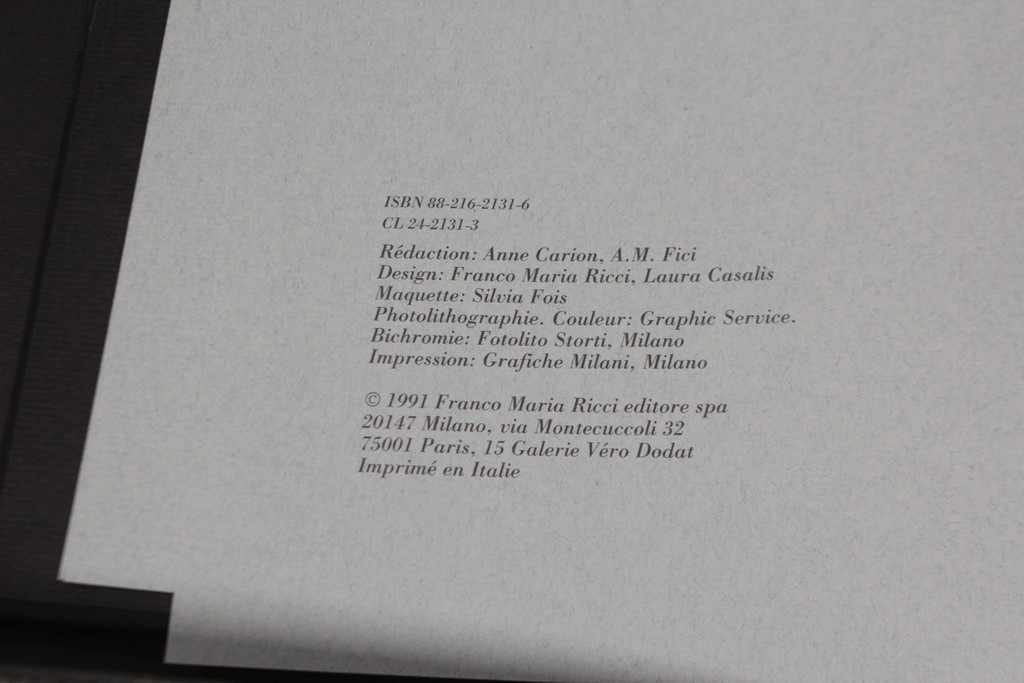 ISBN 88-216-2131-6
CL 24-2131-3
Rédaction: Anne Carion, A.M. Fici
Design: Franco Maria Ricci, Laura Casalis
Maquette: Silvia Fois
Photolithographie. Couleur: Graphic Service.
Bichromie: Fotolito Storti, Milano
Impression: Grafiche Milani, Milano
© 1991 Franco Maria Ricci editore spa
20147 Milano, via Montecuccoli 32
75001 Paris, 15 Galerie Véro Dodat
Imprimé en Italie